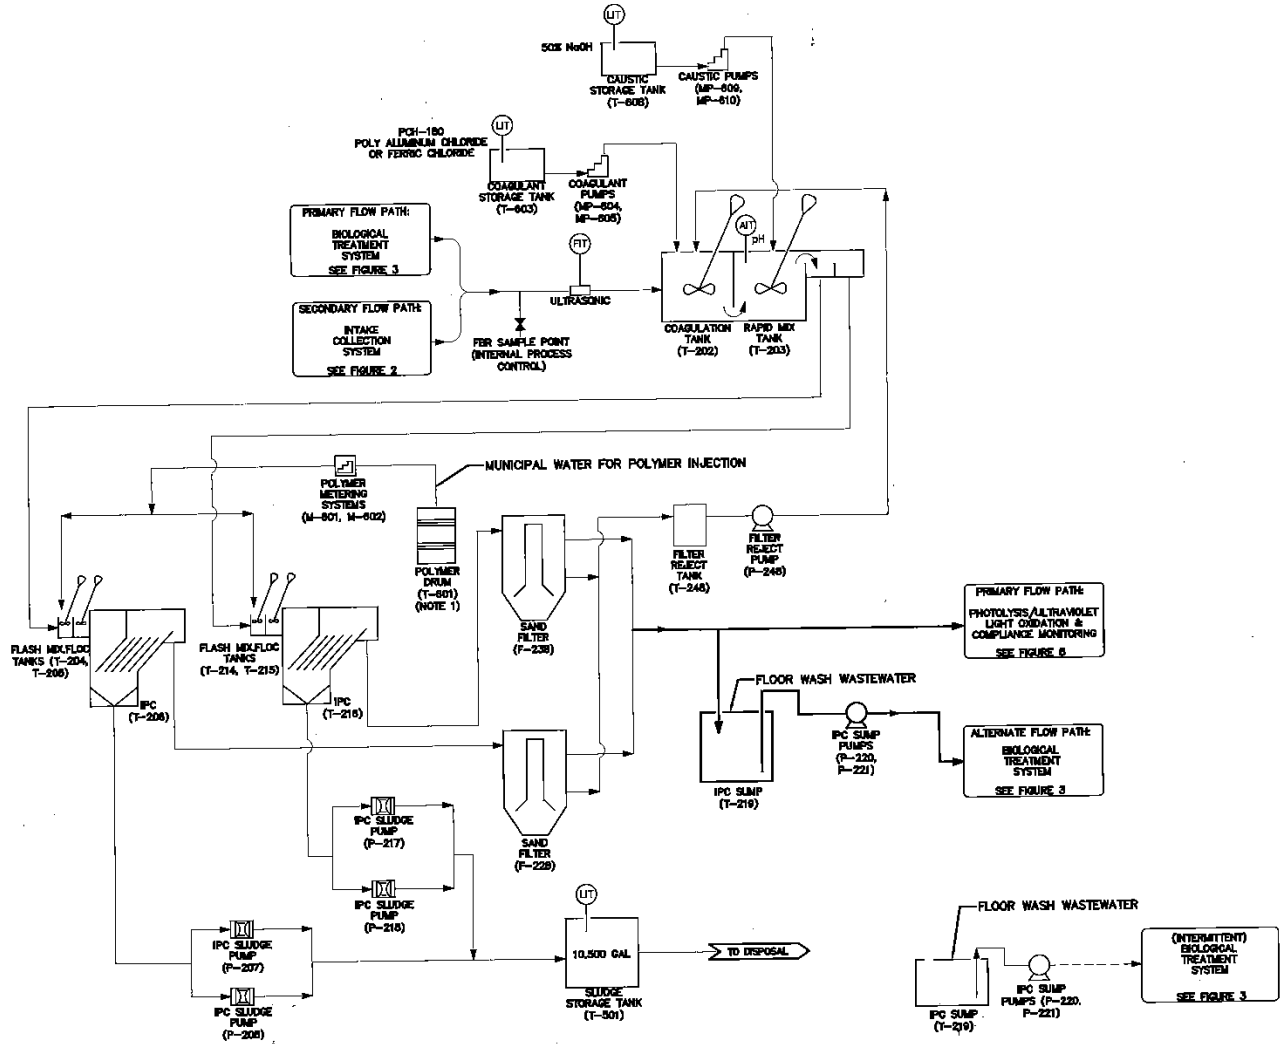 LIT
50% NaOH
CAUSTIC
STORAGE TANK
(T-608)
CAUSTIC PUMPS
(MP-609,
MP-610)
PCH-180
POLY ALUMINUM CHLORIDE
OR FERRIC CHLORIDE
LIT
COAGULANT
STORAGE TANK
(T-603)
COAGULANT
PUMPS
(MP-604,
MP-605)
PRIMARY FLOW PATH:
BIOLOGICAL
TREATMENT
SYSTEM
SEE FIGURE 3
SECONDARY FLOW PATH:
INTAKE
COLLECTION
SYSTEM
SEE FIGURE 2
FIT
ULTRASONIC
FBR SAMPLE POINT
(INTERNAL PROCESS
CONTROL)
AIT
pH
COAGULATION
TANK
(T-202)
RAPID MIX
TANK
(T-203)
MUNICIPAL WATER FOR POLYMER INJECTION
POLYMER
METERING
SYSTEMS
(M-601, M-602)
POLYMER
DRUM
(T-601)
(NOTE 1)
SAND
FILTER
(F-238)
FILTER
REJECT
TANK
(T-246)
FILTER
REJECT
PUMP
(P-246)
PRIMARY FLOW PATH:
PHOTOLYSIS/ULTRAVIOLET
LIGHT OXIDATION &
COMPLIANCE MONITORING
SEE FIGURE 5
FLASH MIX,FLOC
TANKS (T-204,
T-205)
IPC
(T-206)
FLASH MIX,FLOC
TANKS
(T-214, T-215)
IPC
(T-216)
FLOOR WASH WASTEWATER
IPC SUMP
(T-219)
IPC SUMP
PUMPS
(P-220,
P-221)
ALTERNATE FLOW PATH:
BIOLOGICAL
TREATMENT
SYSTEM
SEE FIGURE 3
SAND
FILTER
(F-228)
IPC SLUDGE
PUMP
(P-217)
IPC SLUDGE
PUMP
(P-218)
IPC SLUDGE
PUMP
(P-207)
IPC SLUDGE
PUMP
(P-208)
LIT
10,500 GAL
SLUDGE
STORAGE TANK
(T-501)
TO DISPOSAL
FLOOR WASH WASTEWATER
IPC SUMP
(T-219)
IPC SUMP
PUMPS (P-220,
P-221)
(INTERMITTENT)
BIOLOGICAL
TREATMENT
SYSTEM
SEE FIGURE 3